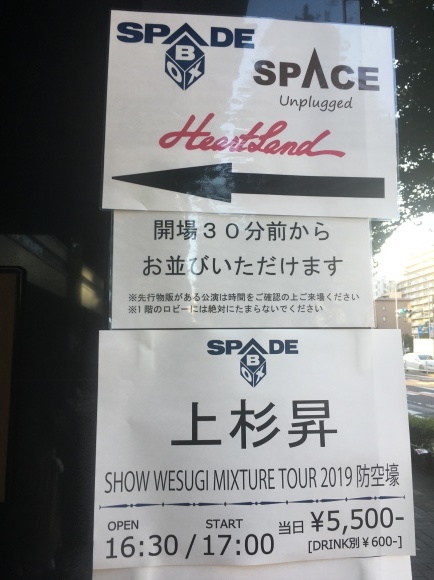 SPADE
BOX
SPACE
Unplugged
HeartLand
開場30分前から
お並びいただけます
※先行物販がある公演は時間をご確認の上ご来場ください
※1階のロビーには絶対にたまらないでください
SPADE
BOX
上杉昇
SHOW WESUGI MIXTURE TOUR 2019 防空壕
OPEN START 当日 ¥5,500-
16:30 / 17:00 [DRINK別 ¥600-]